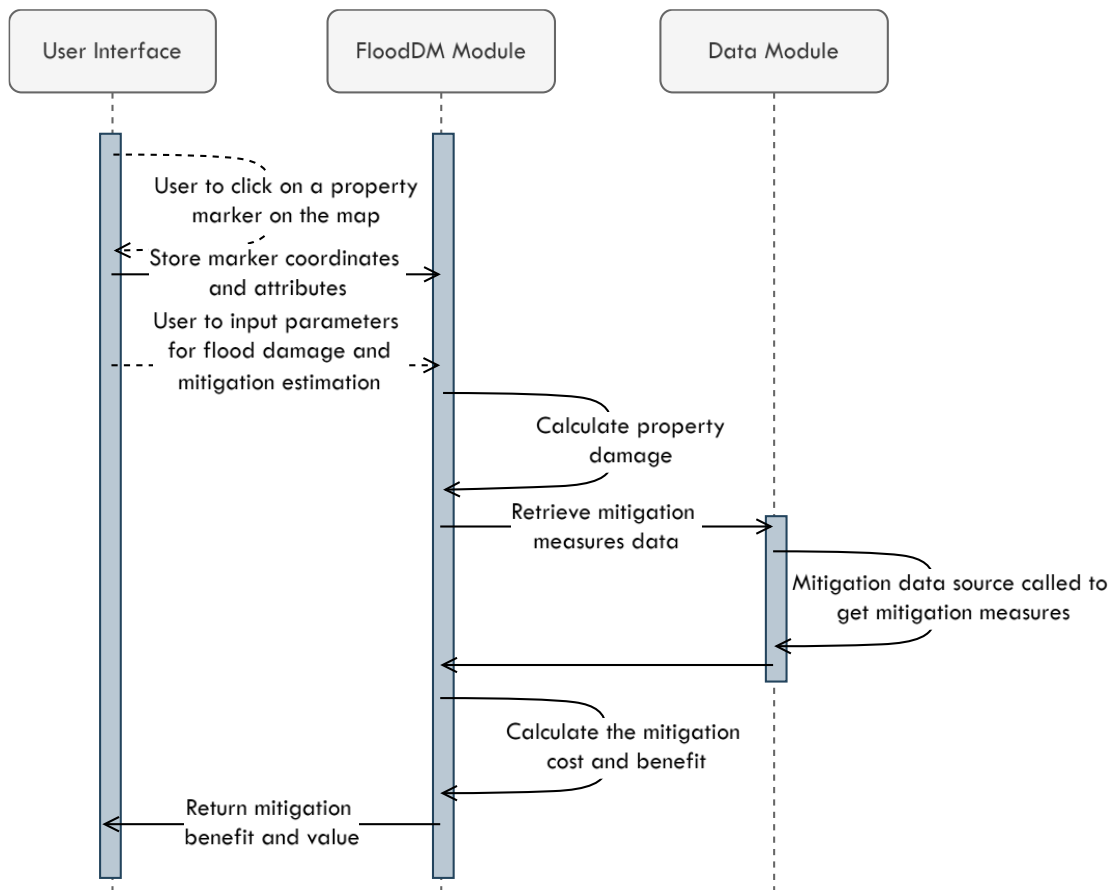 User Interface
FloodDM Module
Data Module
User to click on a property
marker on the map
Store marker coordinates
and attributes
User to input parameters
for flood damage and
mitigation estimation
Calculate property
damage
Retrieve mitigation
measures data
Mitigation data source called to
get mitigation measures
Calculate the mitigation
cost and benefit
Return mitigation
benefit and value